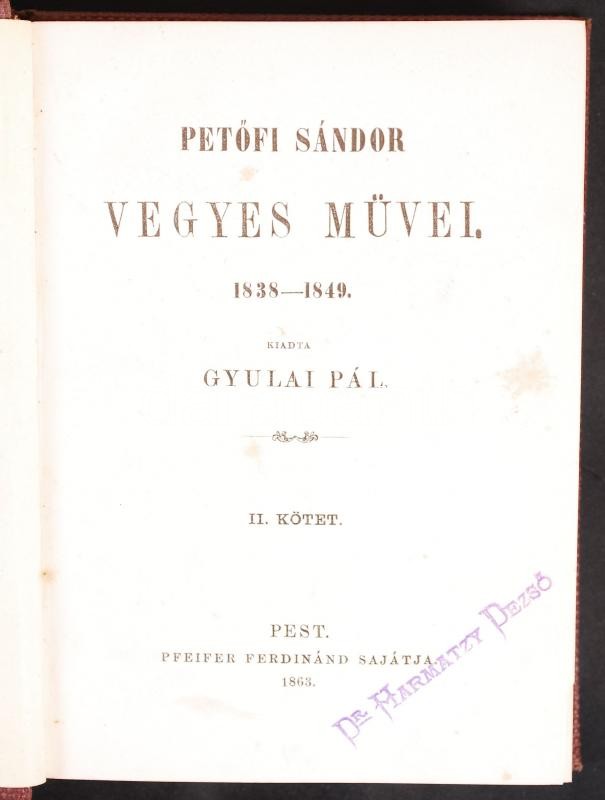 PETŐFI SÁNDOR
VEGYES MÜVEI.
1838—1849.
KIADTA
GYULAI PÁL.
II. KÖTET.
PEST.
PFEIFER FERDINÁND SAJÁTJA.
1863.
DR HARMATZY DEZSŐ